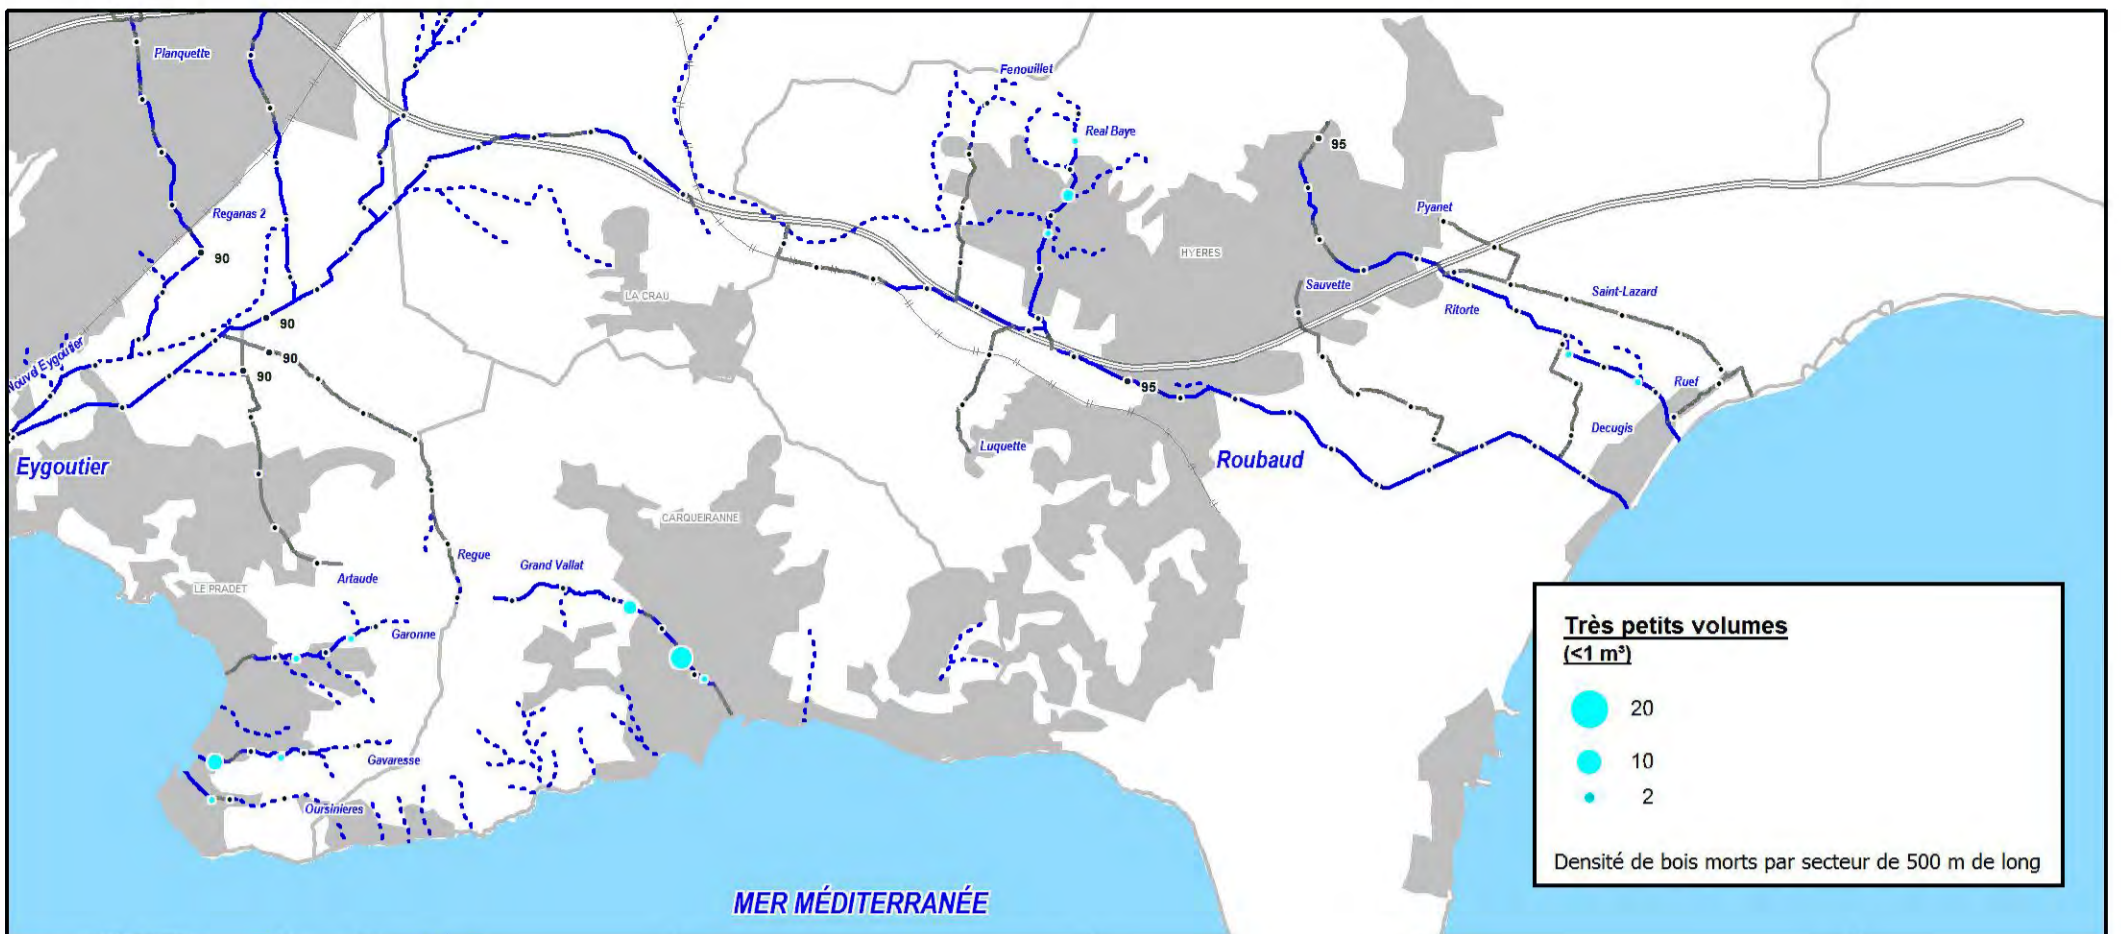 Planquette
Fenouillet
Real Baye
95
Reganas 2
Pyanet
90
HYERES
Sauvette
Saint-Lazard
LA CRAU
Ritorte
90
Nouvel Eygoutier
90
90
95
Ruef
Decugis
Luquette
Eygoutier
Roubaud
CARQUEIRANNE
Regue
Grand Vallat
Artaude
LE PRADET
Garonne
Gavaresse
Oursinieres
MER MÉDITERRANÉE
Très petits volumes
(<1 m³)
20
10
2
Densité de bois morts par secteur de 500 m de long